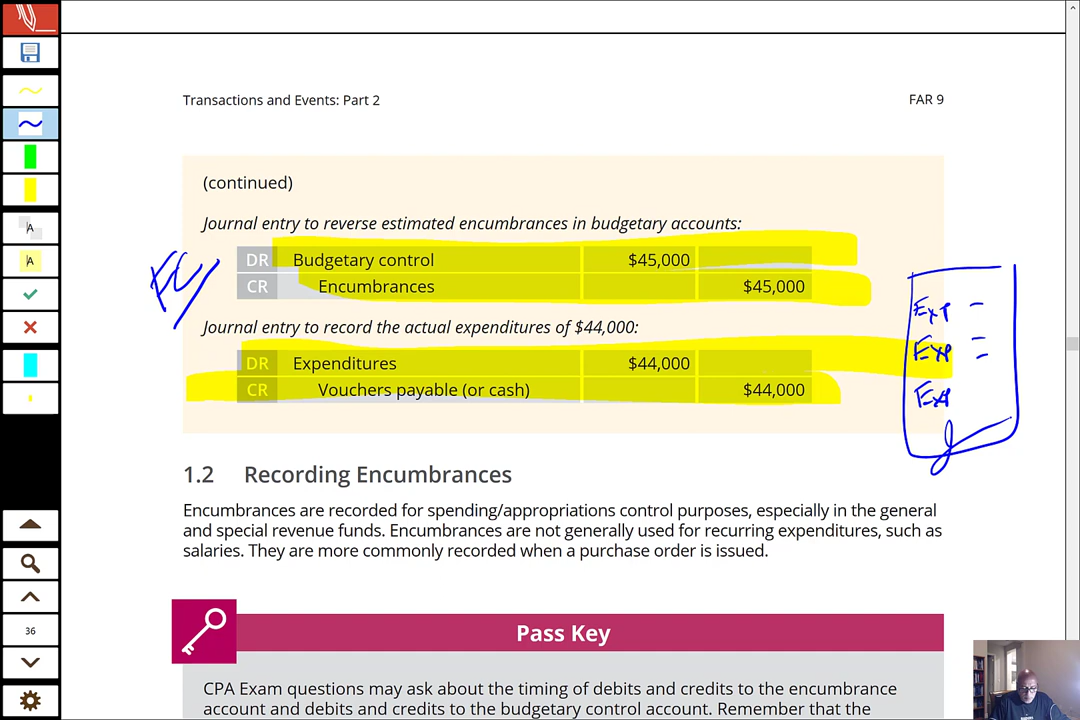 Transactions and Events: Part 2 FAR 9
(continued)
Journal entry to reverse estimated encumbrances in budgetary accounts:
DR Budgetary control $45,000
CR Encumbrances $45,000
Journal entry to record the actual expenditures of $44,000:
DR Expenditures $44,000
CR Vouchers payable (or cash) $44,000
EXP =
EXP =
EXP
1.2 Recording Encumbrances
Encumbrances are recorded for spending/appropriations control purposes, especially in the general
and special revenue funds. Encumbrances are not generally used for recurring expenditures, such as
salaries. They are more commonly recorded when a purchase order is issued.
Pass Key
CPA Exam questions may ask about the timing of debits and credits to the encumbrance
account and debits and credits to the budgetary control account. Remember that the
A
A
36